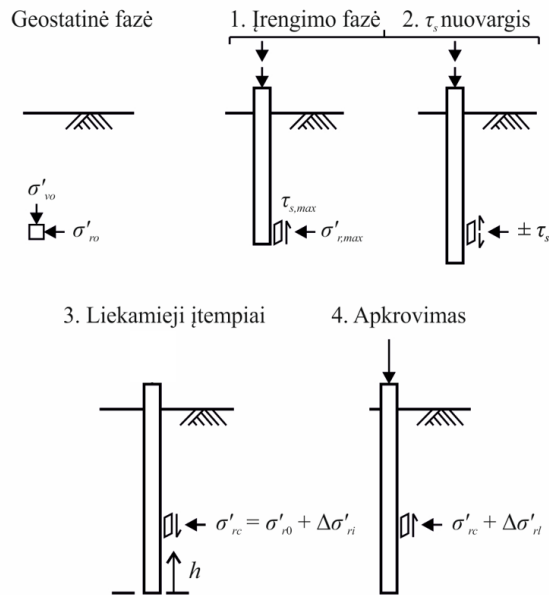 Geostatinė fazė 1. Įrengimo fazė 2. τs nuovargis
σ′vo
σ′ro
τs,max
σ′r,max
± τs
3. Liekamieji įtempiai 4. Apkrovimas
σ′rc = σ′r0 + Δσ′ri
σ′rc + Δσ′rl
h